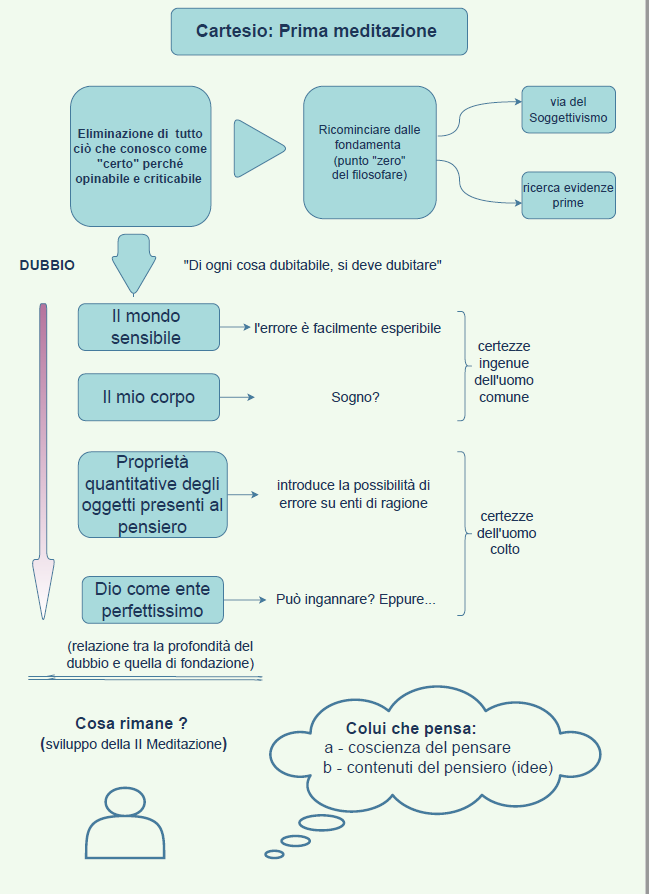 Cartesio: Prima meditazione
Eliminazione di tutto
ciò che conosco come
"certo" perché
opinabile e criticabile
Ricominciare dalle
fondamenta
(punto "zero"
del filosofare)
via del
Soggettivismo
ricerca evidenze
prime
DUBBIO
"Di ogni cosa dubitabile, si deve dubitare"
Il mondo
sensibile
l'errore è facilmente esperibile
Il mio corpo
Sogno?
certezze
ingenue
dell'uomo
comune
Proprietà
quantitative degli
oggetti presenti al
pensiero
introduce la possibilità di
errore su enti di ragione
Dio come ente
perfettissimo
Può ingannare? Eppure...
certezze
dell'uomo
colto
(relazione tra la profondità del
dubbio e quella di fondazione)
Cosa rimane ?
(sviluppo della II Meditazione)
Colui che pensa:
a - coscienza del pensare
b - contenuti del pensiero (idee)